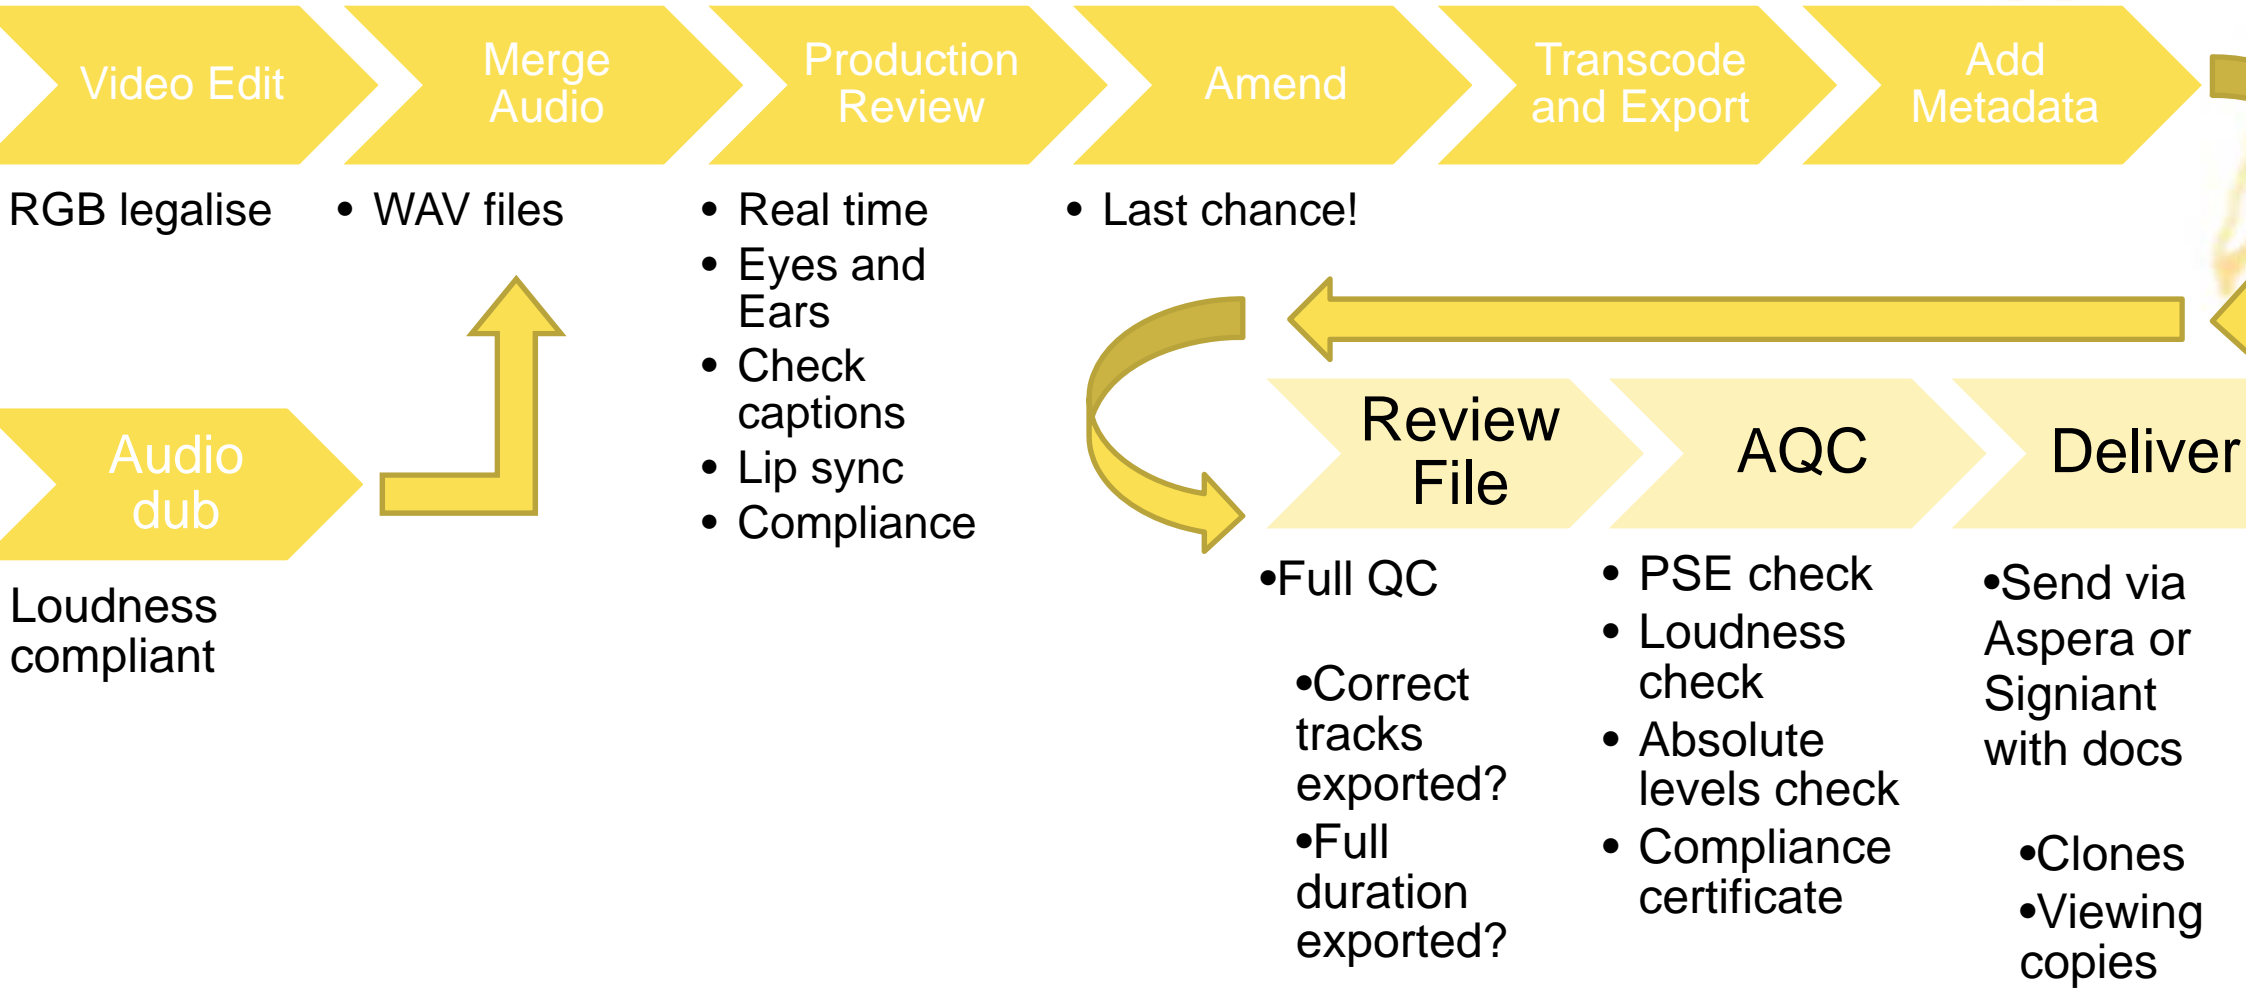 Video Edit
Merge
Audio
Production
Review
Amend
Transcode
and Export
Add
Metadata
RGB legalise
• WAV files
• Real time
• Eyes and
Ears
• Check
captions
• Lip sync
• Compliance
• Last chance!
Audio
dub
Loudness
compliant
Review
File
AQC
Deliver
•Full QC
•Correct
tracks
exported?
•Full
duration
exported?
• PSE check
• Loudness
check
• Absolute
levels check
• Compliance
certificate
•Send via
Aspera or
Signiant
with docs
•Clones
•Viewing
copies